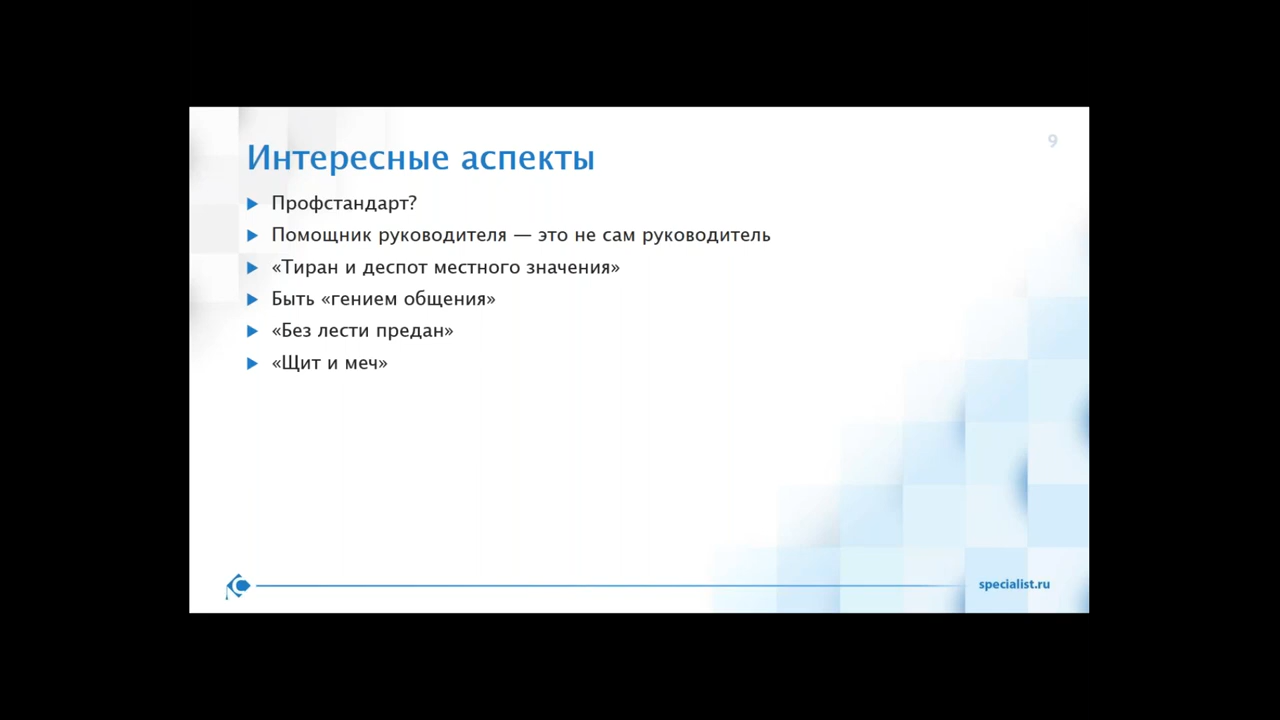 9
Интересные аспекты
Профстандарт?
Помощник руководителя — это не сам руководитель
«Тиран и деспот местного значения»
Быть «гением общения»
«Без лести предан»
«Щит и меч»
specialist.ru